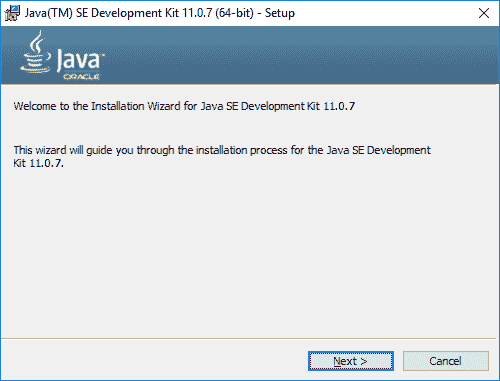 Java(TM) SE Development Kit 11.0.7 (64-bit) - Setup
Java
ORACLE
Welcome to the Installation Wizard for Java SE Development Kit 11.0.7
This wizard will guide you through the installation process for the Java SE Development
Kit 11.0.7.
Next >
Cancel